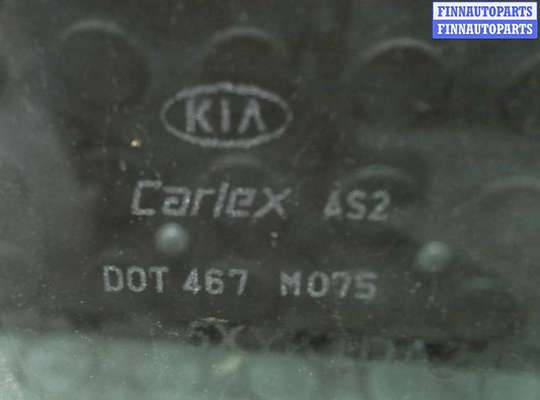 FINNAUTOPARTS
FINNAUTOPARTS
KIA
Carlex AS2
DOT 467 M075